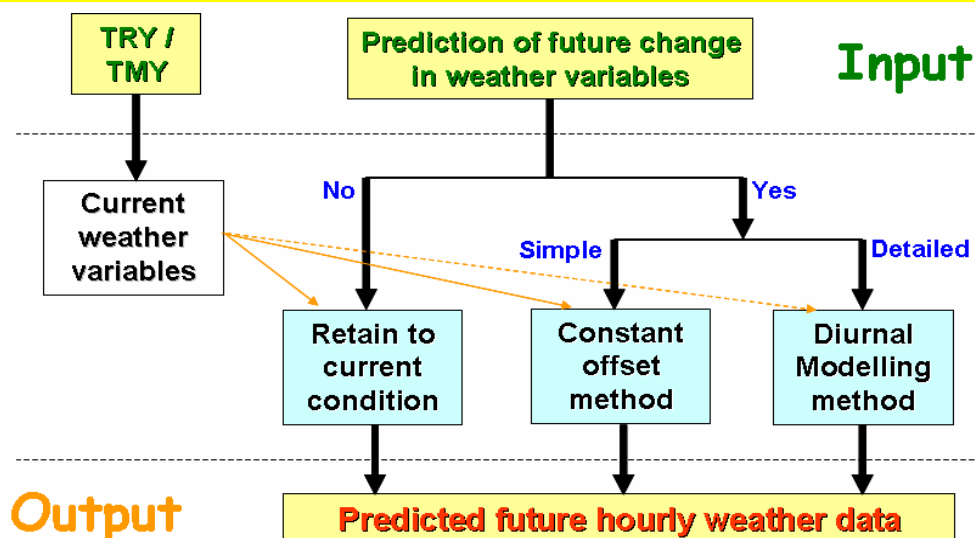 TRY /
TMY
Prediction of future change
in weather variables
Input
No
Yes
Current
weather
variables
Simple
Detailed
Retain to
current
condition
Constant
offset
method
Diurnal
Modelling
method
Output
Predicted future hourly weather data